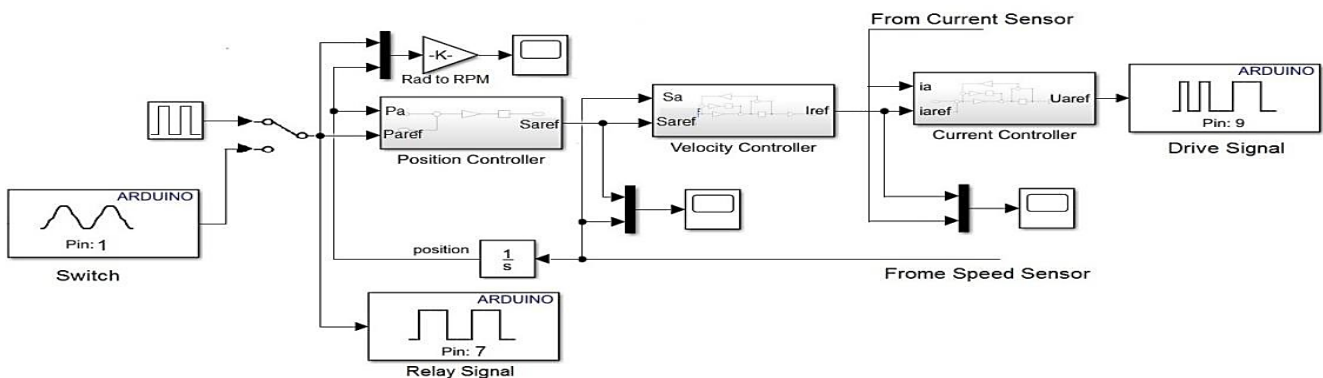 From Current Sensor
-K-
Rad to RPM
Pa
Paref
Saref
Position Controller
Sa
Saref
Iref
Velocity Controller
ia
iaref
Uaref
Current Controller
ARDUINO
Pin: 9
Drive Signal
ARDUINO
Pin: 1
Switch
position
1
s
Frome Speed Sensor
ARDUINO
Pin: 7
Relay Signal